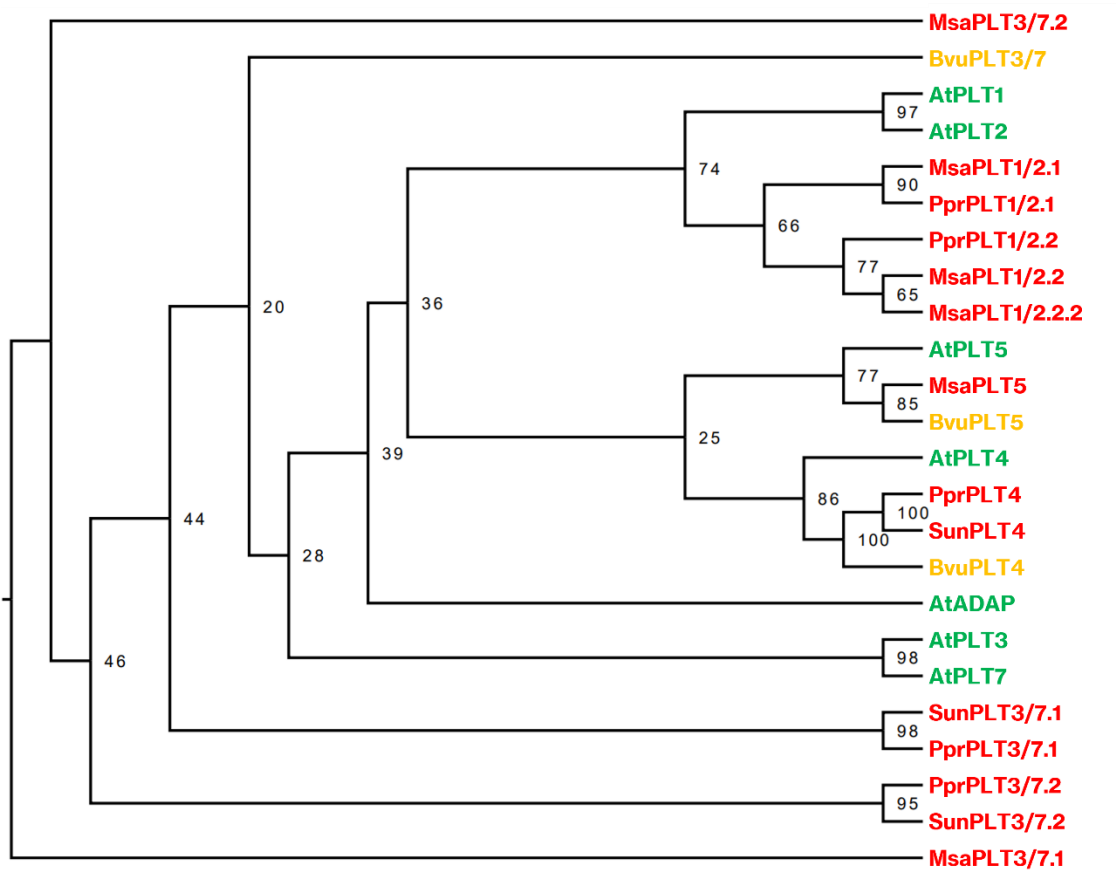 MsaPLT3/7.2
BvuPLT3/7
AtPLT1
97
AtPLT2
74
MsaPLT1/2.1
90
PprPLT1/2.1
66
PprPLT1/2.2
77
MsaPLT1/2.2
65
MsaPLT1/2.2.2
20
36
AtPLT5
77
MsaPLT5
85
BvuPLT5
25
39
AtPLT4
86
PprPLT4
100
SunPLT4
100
BvuPLT4
44
28
AtADAP
AtPLT3
98
AtPLT7
46
SunPLT3/7.1
98
PprPLT3/7.1
PprPLT3/7.2
95
SunPLT3/7.2
MsaPLT3/7.1